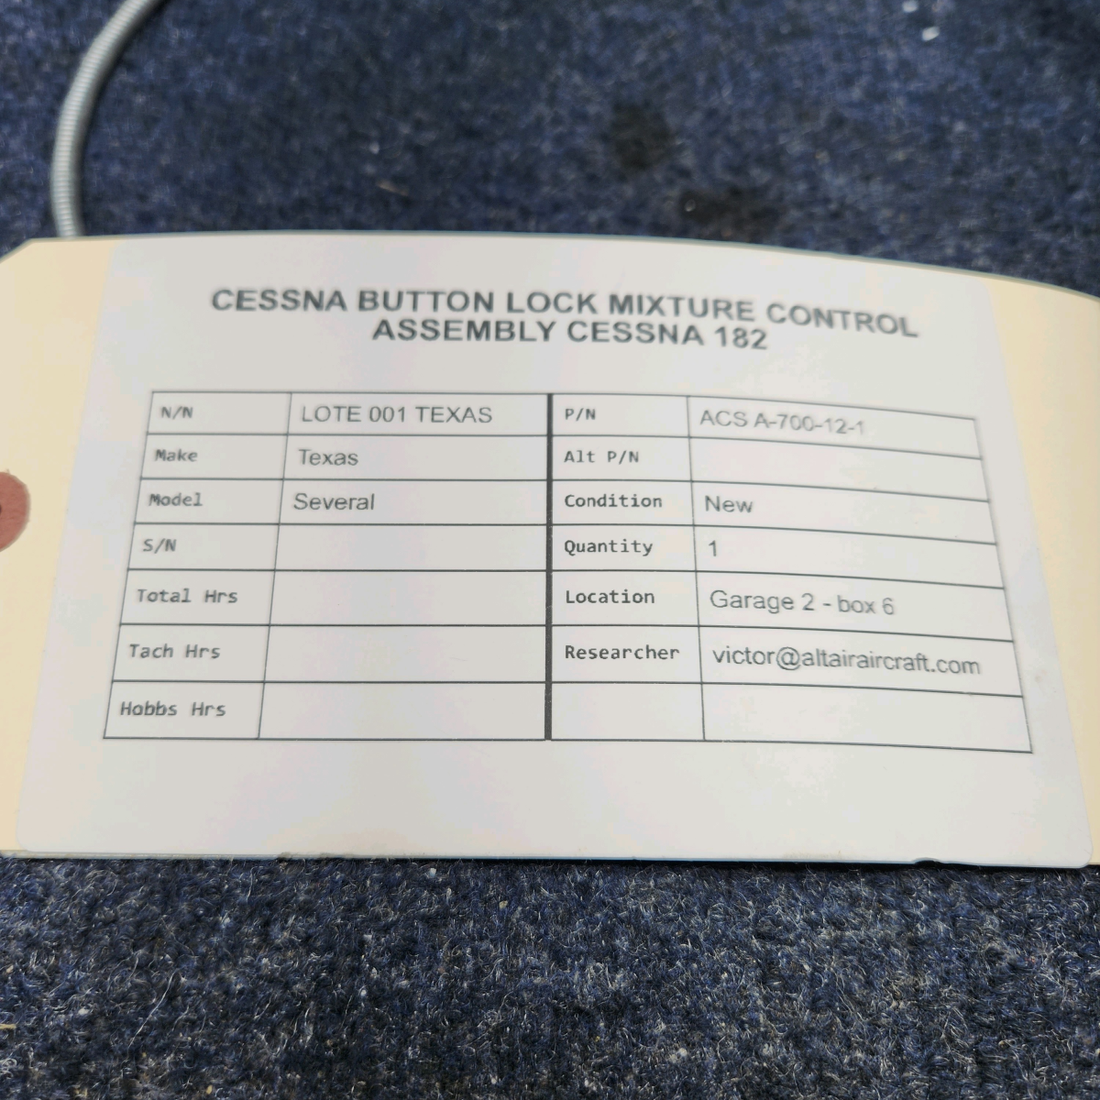 CESSNA BUTTON LOCK MIXTURE CONTROL
ASSEMBLY CESSNA 182
N/N LOTE 001 TEXAS P/N ACS A-700-12-1
Make Texas Alt P/N
Model Several Condition New
S/N Quantity 1
Total Hrs Location Garage 2 - box 6
Tach Hrs Researcher victor@altairaircraft.com
Hobbs Hrs